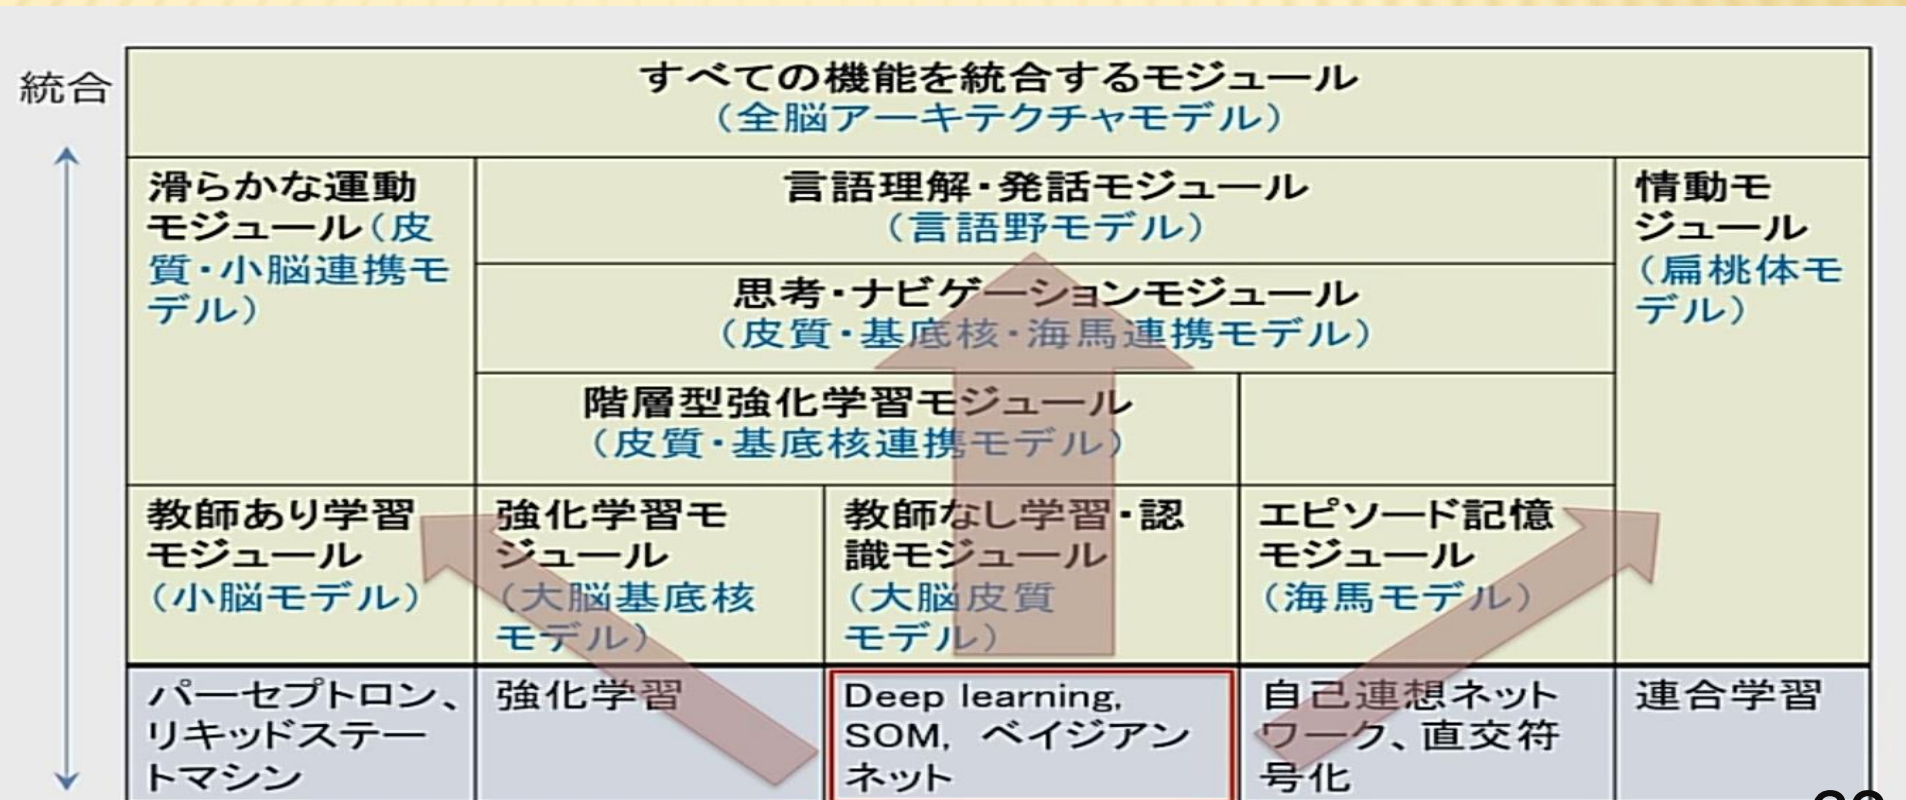 統合
すべての機能を統合するモジュール
（全脳アーキテクチャモデル）
滑らかな運動
モジュール（皮
質・小脳連携モ
デル）
言語理解・発話モジュール
（言語野モデル）
情動モ
ジュール
（扁桃体モ
デル）
思考・ナビゲーションモジュール
（皮質・基底核・海馬連携モデル）
階層型強化学習モジュール
（皮質・基底核連携モデル）
教師あり学習
モジュール
（小脳モデル）
強化学習モ
ジュール
（大脳基底核
モデル）
教師なし学習・認
識モジュール
（大脳皮質
モデル）
エピソード記憶
モジュール
（海馬モデル）
パーセプトロン、
リキッドステー
トマシン
強化学習
Deep learning,
SOM, ベイジアン
ネット
自己連想ネット
ワーク、直交符
号化
連合学習